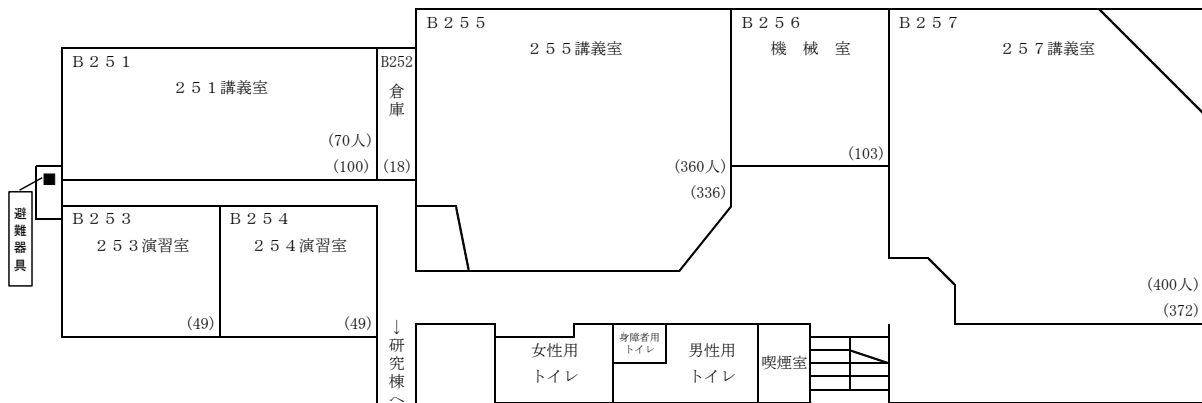 Ｂ２５１
２５１講義室
(70人)
(100)
B252
倉庫
(18)
Ｂ２５５
２５５講義室
(360人)
(336)
Ｂ２５６
機械室
(103)
Ｂ２５７
２５７講義室
(400人)
(372)
避難器具
Ｂ２５３
２５３演習室
(49)
Ｂ２５４
２５４演習室
(49)
↓研究棟へ
女性用
トイレ
身障者用
トイレ
男性用
トイレ
喫煙室